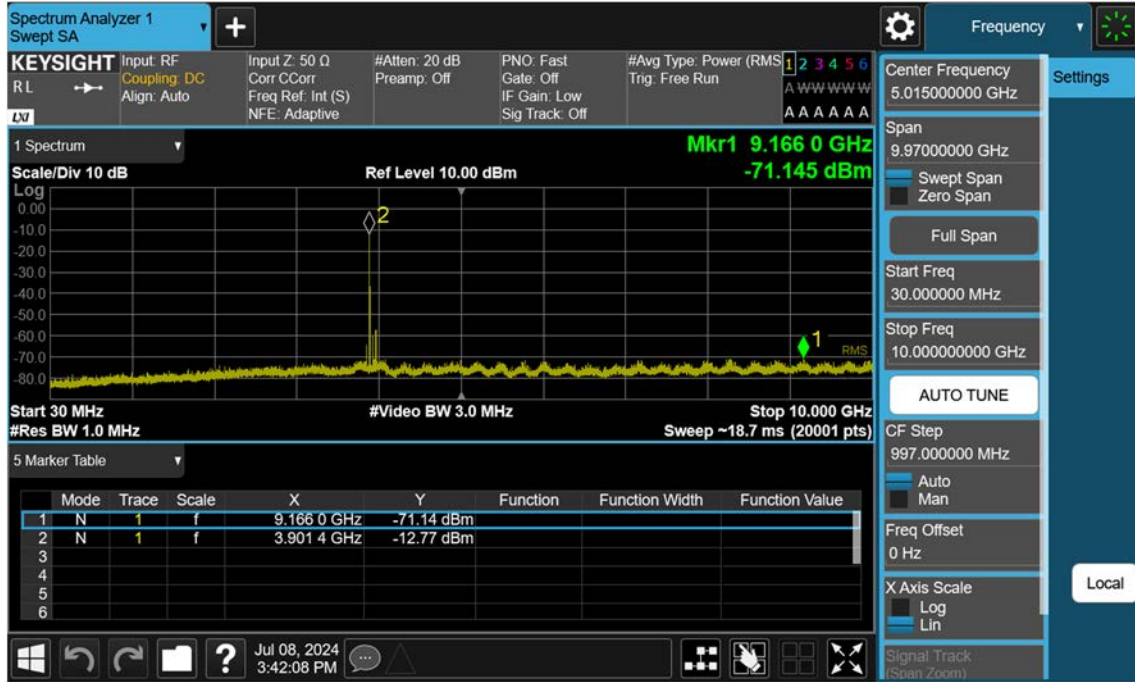 Spectrum Analyzer 1
Swept SA
+
Frequency
KEYSIGHT
R L
LXI
Input: RF
Coupling: DC
Align: Auto
Input Z: 50 Ω
Corr CCorr
Freq Ref: Int (S)
NFE: Adaptive
#Atten: 20 dB
Preamp: Off
PNO: Fast
Gate: Off
IF Gain: Low
Sig Track: Off
#Avg Type: Power (RMS
Trig: Free Run
1 2 3 4 5 6
A W W W W W
A A A A A A
1 Spectrum
Scale/Div 10 dB
Ref Level 10.00 dBm
Mkr1 9.166 0 GHz
-71.145 dBm
Log
0.00
-10.0
-20.0
-30.0
-40.0
-50.0
-60.0
-70.0
-80.0
2
1
RMS
Start 30 MHz
#Video BW 3.0 MHz
Stop 10.000 GHz
#Res BW 1.0 MHz
Sweep ~18.7 ms (20001 pts)
5 Marker Table
Mode Trace Scale X Y Function Function Width Function Value
1 N 1 f 9.166 0 GHz -71.14 dBm
2 N 1 f 3.901 4 GHz -12.77 dBm
3
4
5
6
?
Jul 08, 2024
3:42:08 PM
Center Frequency
5.015000000 GHz
Span
9.97000000 GHz
Swept Span
Zero Span
Full Span
Start Freq
30.000000 MHz
Stop Freq
10.000000000 GHz
AUTO TUNE
CF Step
997.000000 MHz
Auto
Man
Freq Offset
0 Hz
X Axis Scale
Log
Lin
Signal Track
(Span Zoom)
Settings
Local